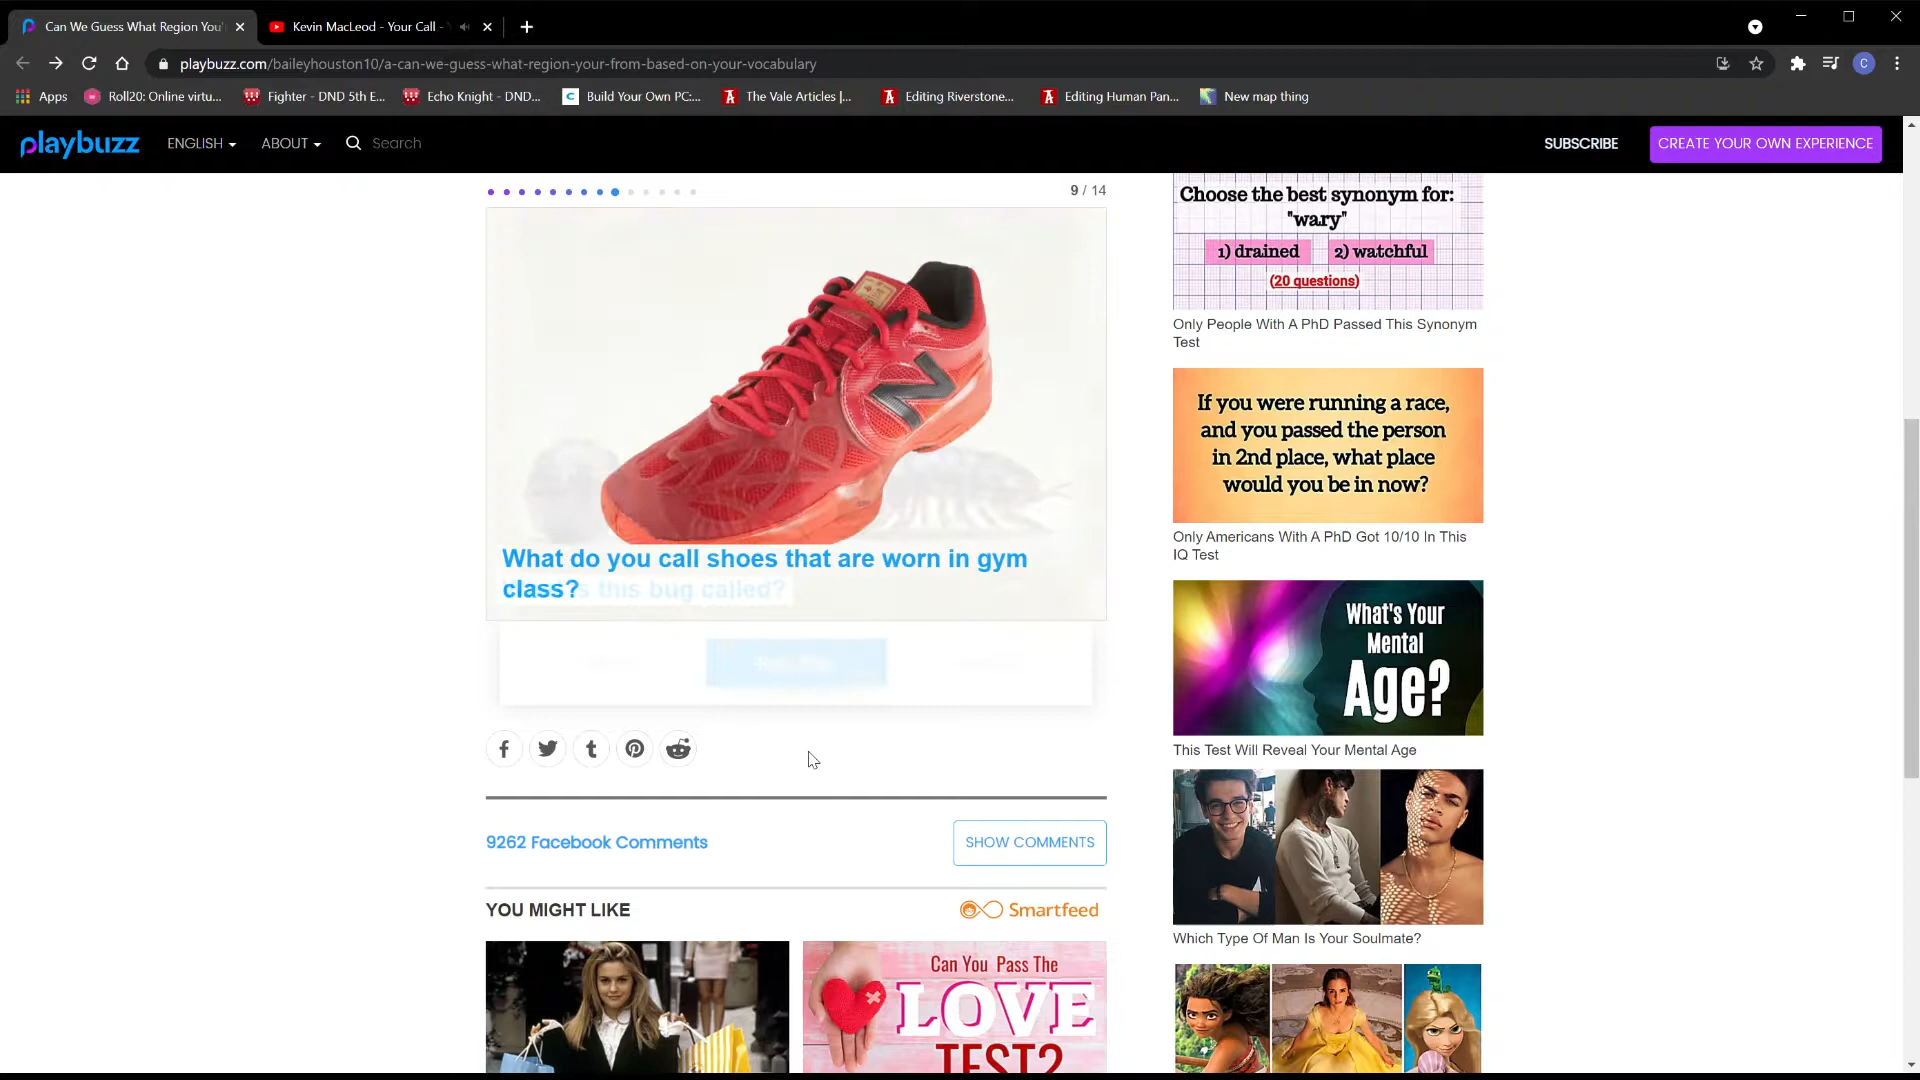 Can We Guess What Region You'
Kevin MacLeod - Your Call -
playbuzz.com/baileyhouston10/a-can-we-guess-what-region-your-from-based-on-your-vocabulary
C
Apps
Roll20: Online virtu...
Fighter - DND 5th E...
Echo Knight - DND...
C
Build Your Own PC:...
The Vale Articles |...
Editing Riverstone...
Editing Human Pan...
New map thing
playbuzz
ENGLISH
ABOUT
Search
SUBSCRIBE
CREATE YOUR OWN EXPERIENCE
9 / 14
What do you call shoes that are worn in gym
class?
s this bug called?
9262 Facebook Comments
SHOW COMMENTS
YOU MIGHT LIKE
Smartfeed
Can You Pass The
LOVE
TEST?
Choose the best synonym for:
"wary"
1) drained
2) watchful
(20 questions)
Only People With A PhD Passed This Synonym
Test
If you were running a race,
and you passed the person
in 2nd place, what place
would you be in now?
Only Americans With A PhD Got 10/10 In This
IQ Test
What's Your
Mental
Age?
This Test Will Reveal Your Mental Age
Which Type Of Man Is Your Soulmate?